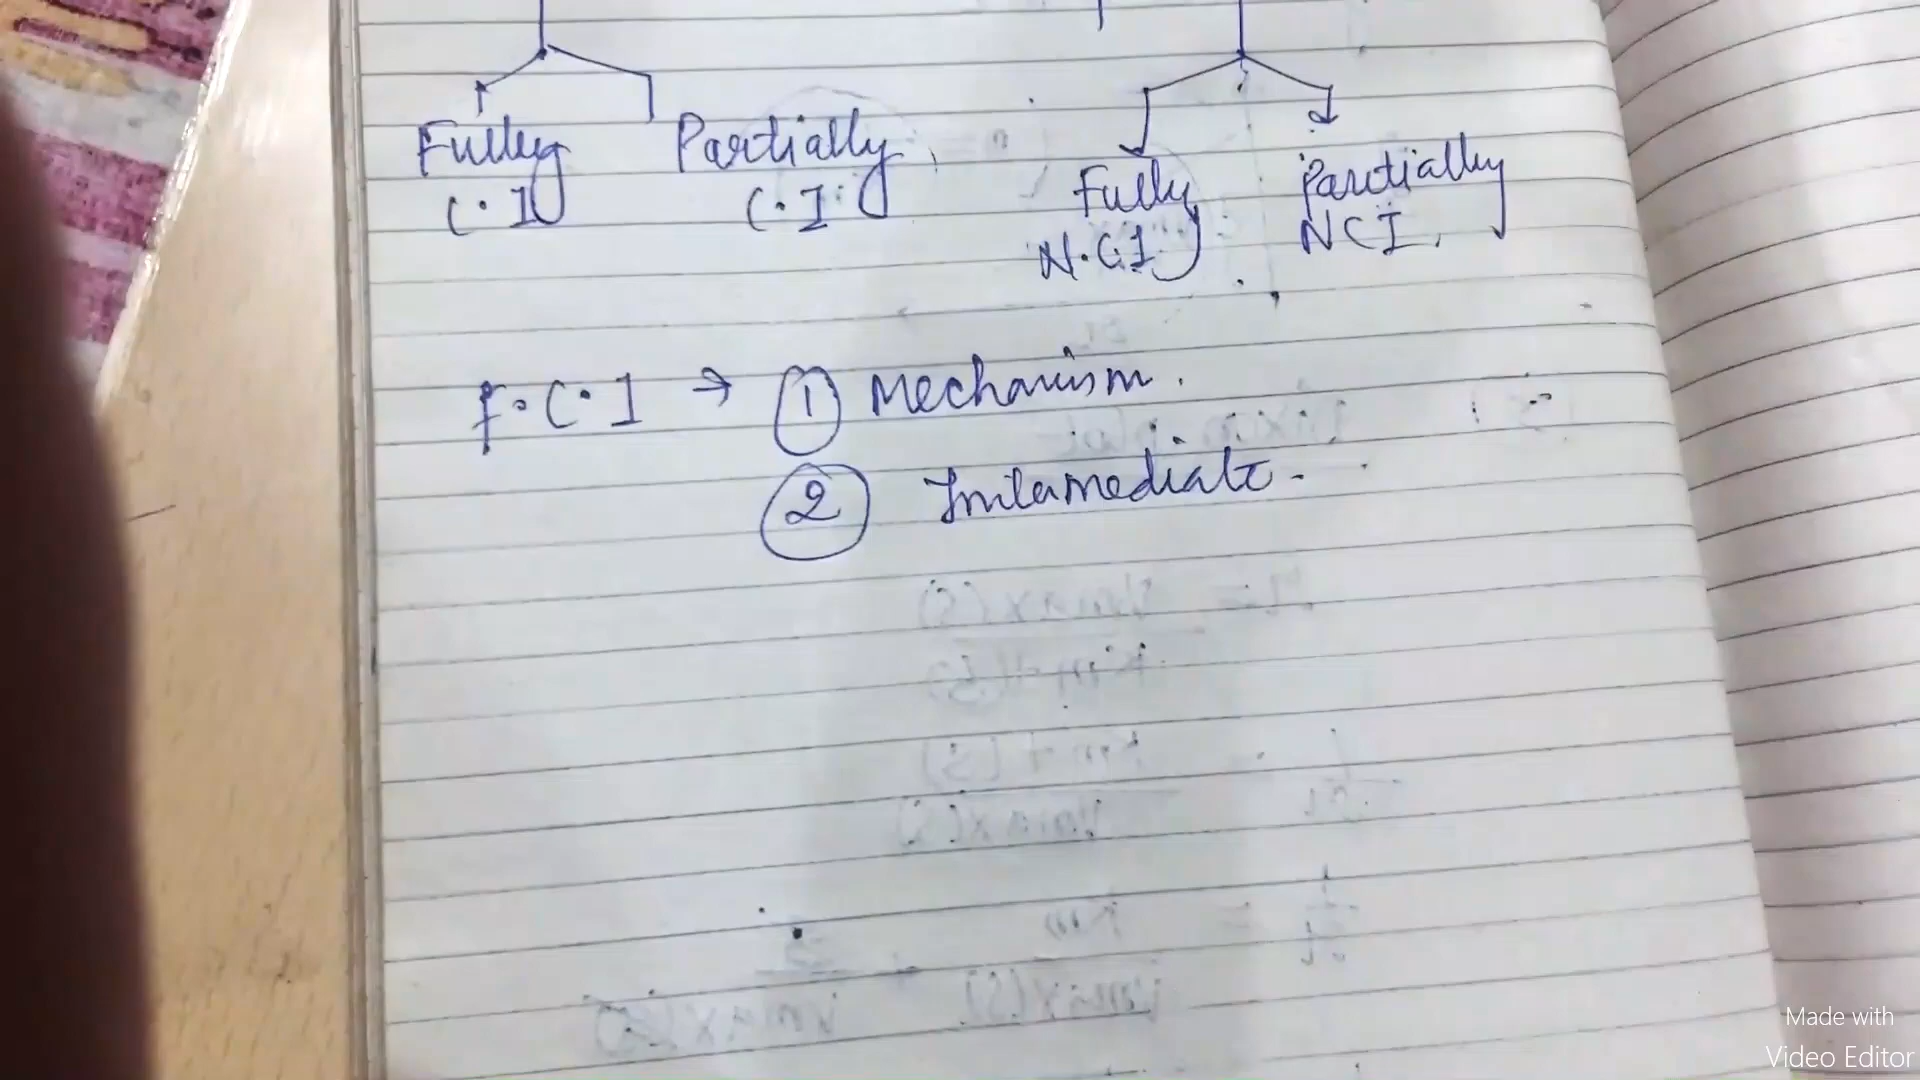 Fully Partially
C.I C.I
Fully Partially
N.C.I NCI
F.C.I → ① Mechanism.
② Intermediate-
Made with
Video Editor